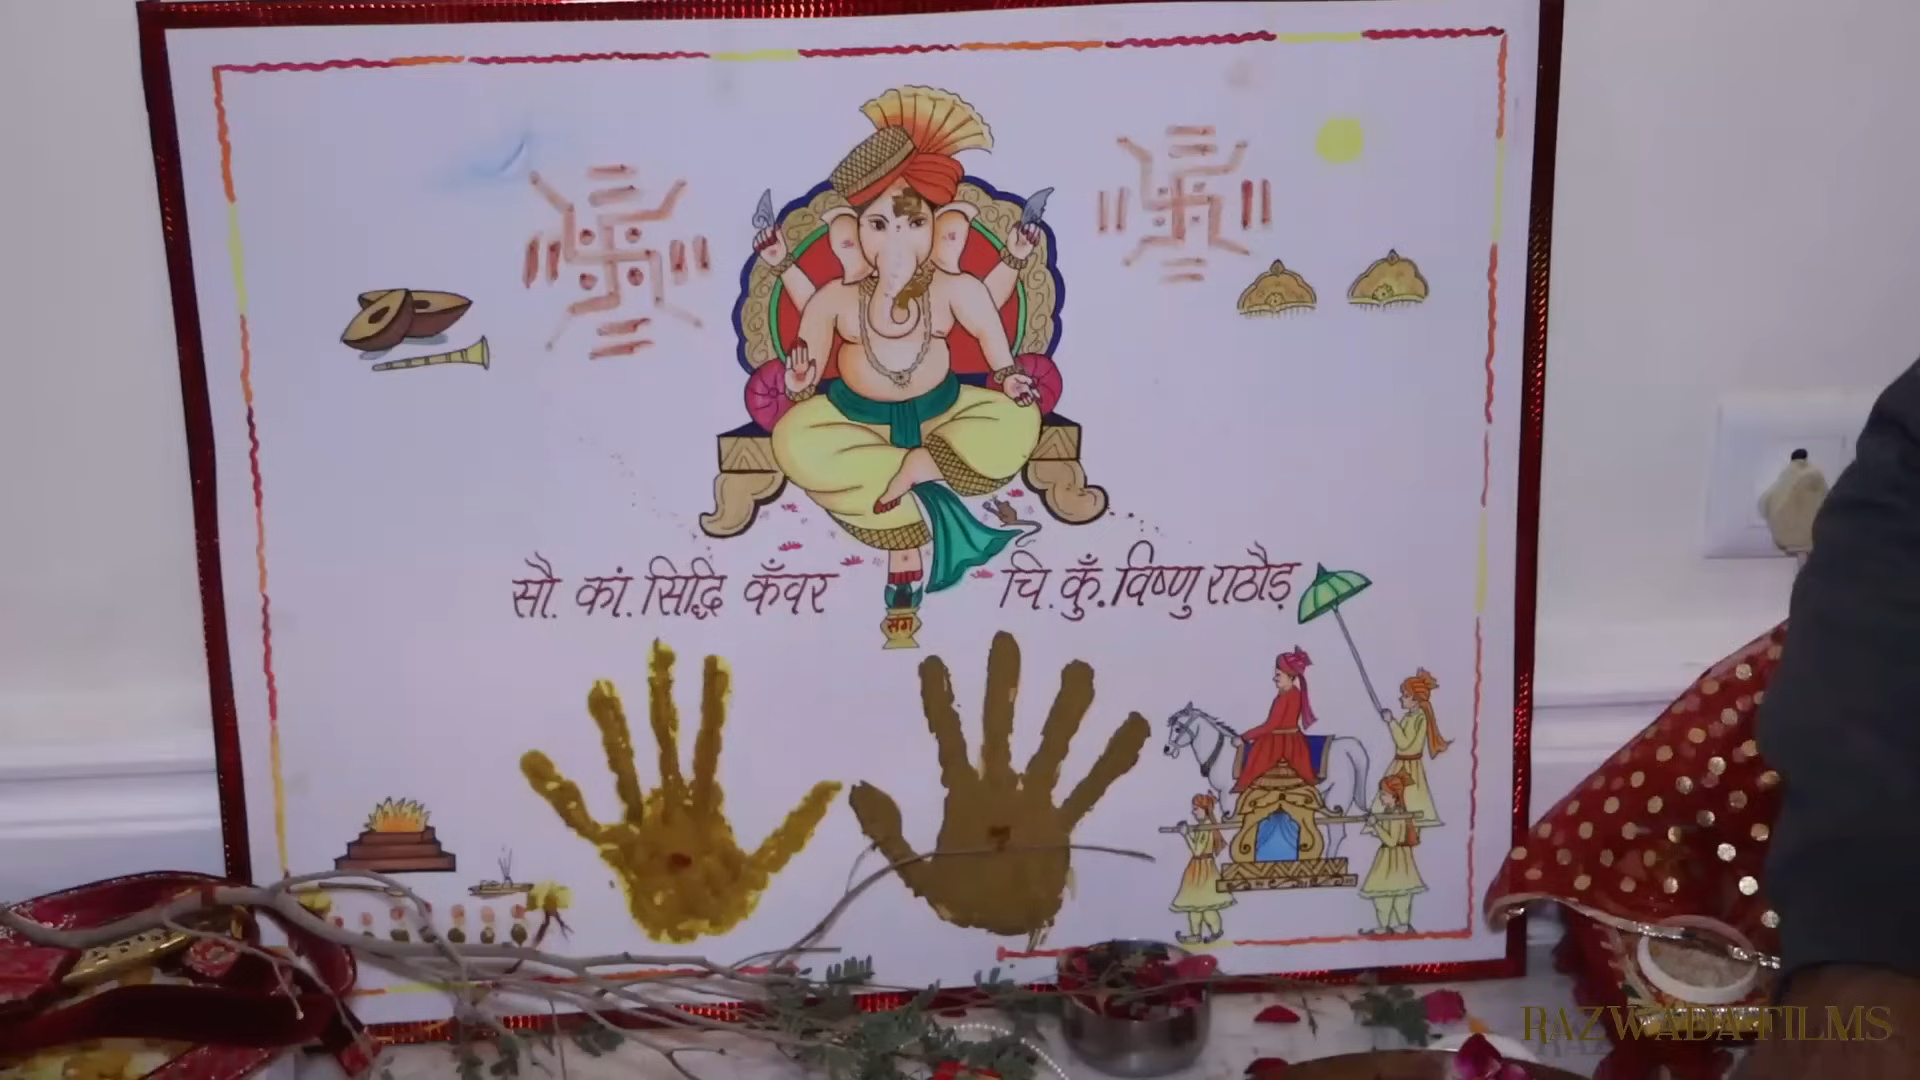 सौ. कां. सिद्धि कँवर
चि. कुँ. विष्णु राठौड़
RAZWADA FILMS